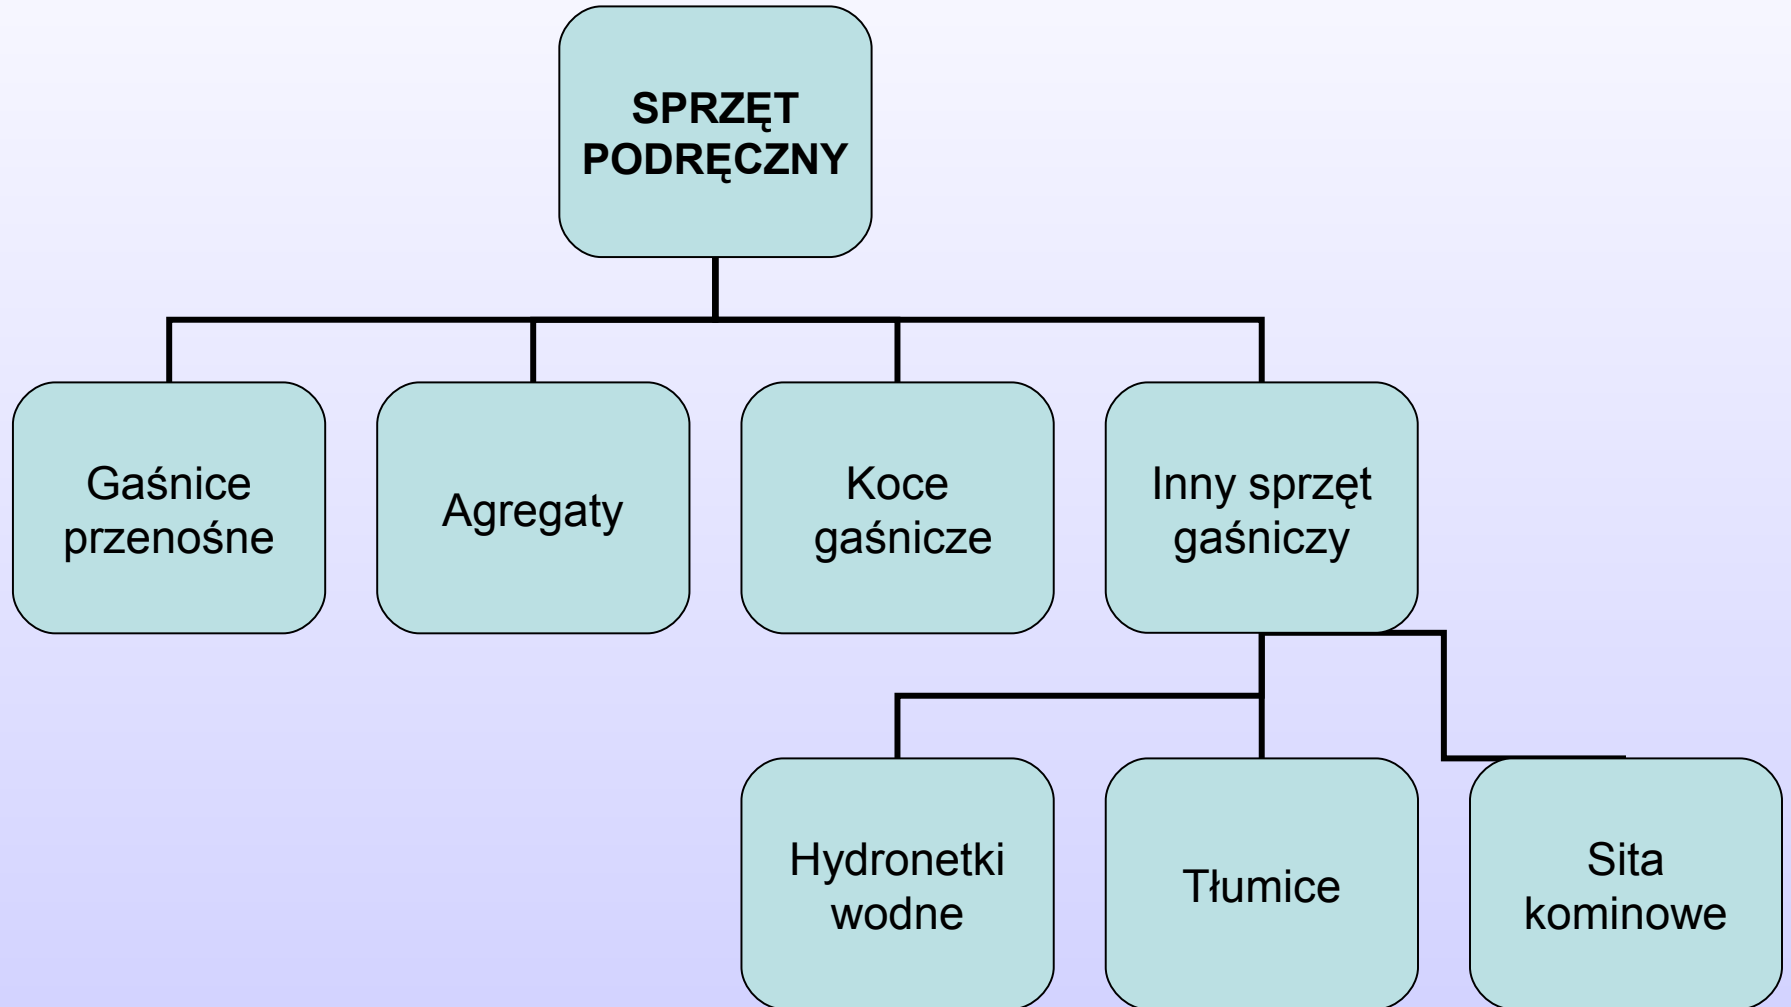 SPRZĘT
PODRĘCZNY
Gaśnice
przenośne
Agregaty
Koce
gaśnicze
Inny sprzęt
gaśniczy
Hydronetki
wodne
Tłumice
Sita
kominowe